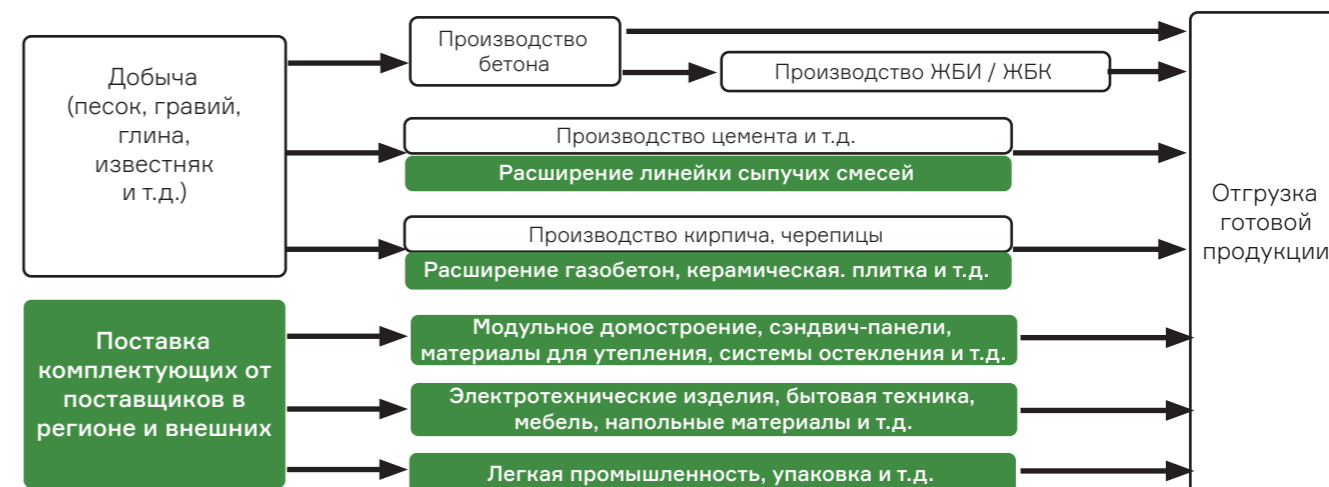 Добыча
(песок, гравий,
глина,
известняк
и т.д.)
Производство
бетона
Производство ЖБИ / ЖБК
Производство цемента и т.д.
Расширение линейки сыпучих смесей
Производство кирпича, черепицы
Расширение газобетон, керамическая. плитка и т.д.
Поставка
комплектующих от
поставщиков в
регионе и внешних
Модульное домостроение, сэндвич-панели,
материалы для утепления, системы остекления и т.д.
Электротехнические изделия, бытовая техника,
мебель, напольные материалы и т.д.
Легкая промышленность, упаковка и т.д.
Отгрузка
готовой
продукции